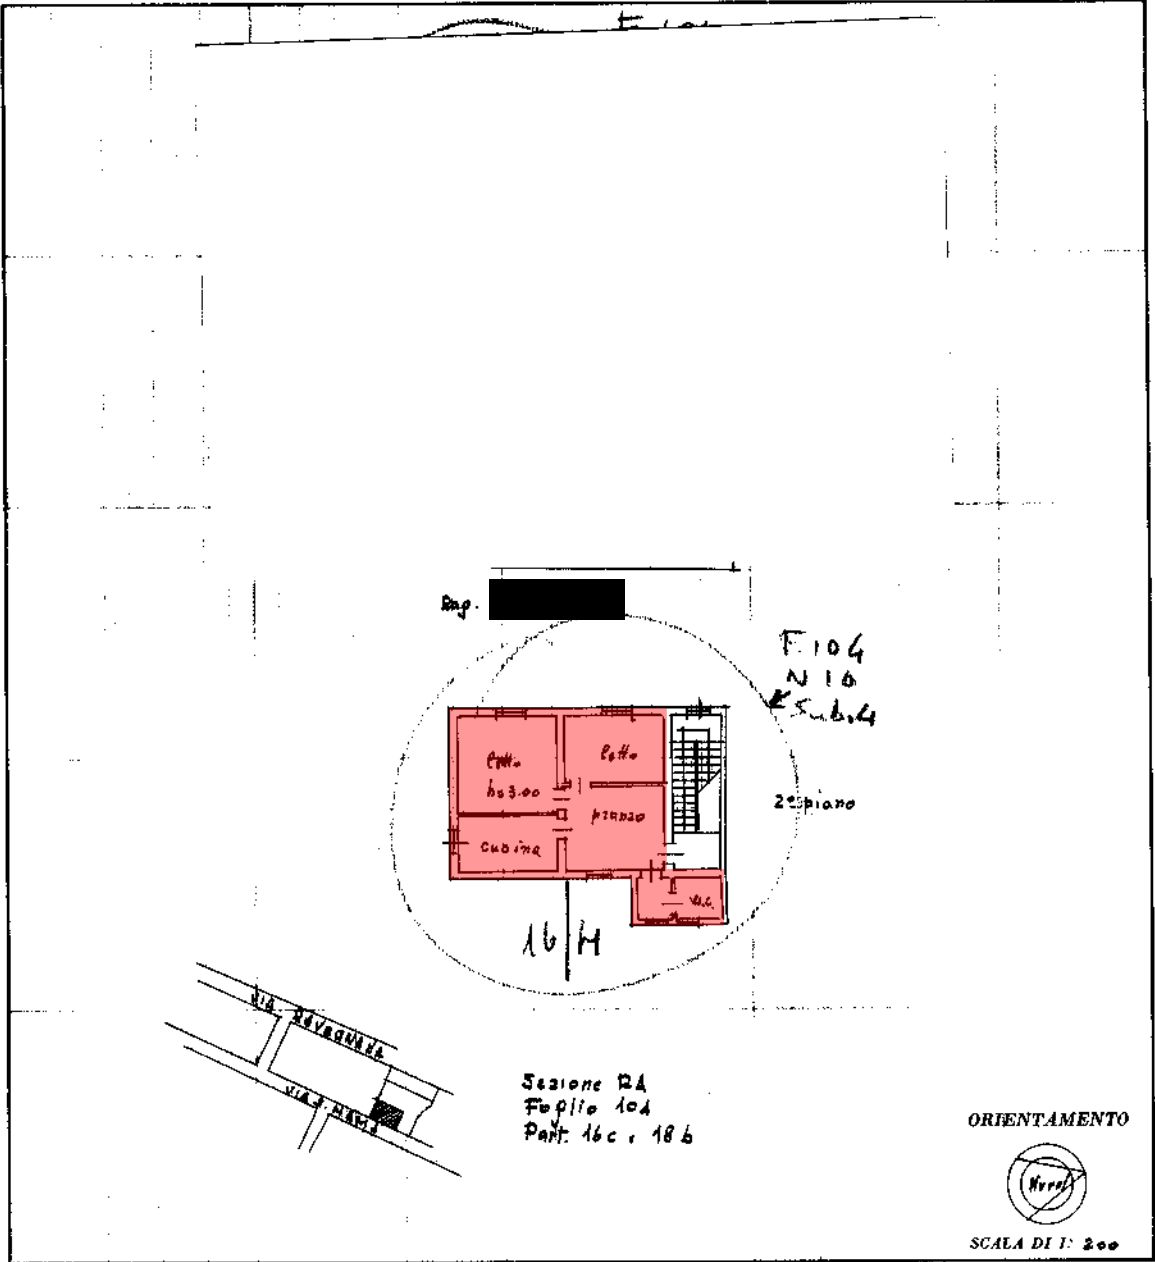 Rag.
F. 104
N 16
Sub. 4
letto
h=3.00
letto
pranzo
cucina
W.C.
2° piano
16 H
VIA RAVEGNANA
Sezione RA
Foglio 104
Part. 16c, 18b
ORIENTAMENTO
Nord
SCALA DI 1: 200